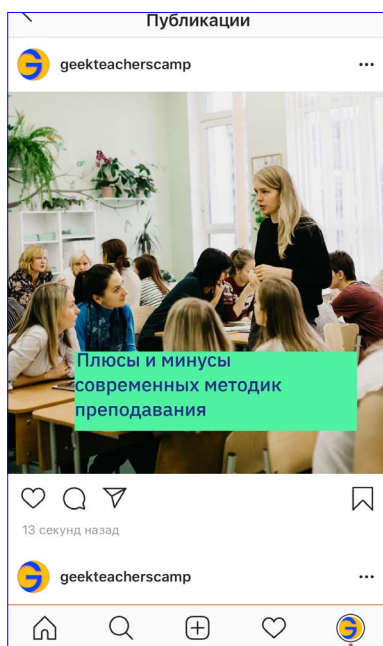 Публикации
geekteacherscamp
Плюсы и минусы
современных методик
преподавания
13 секунд назад
geekteacherscamp